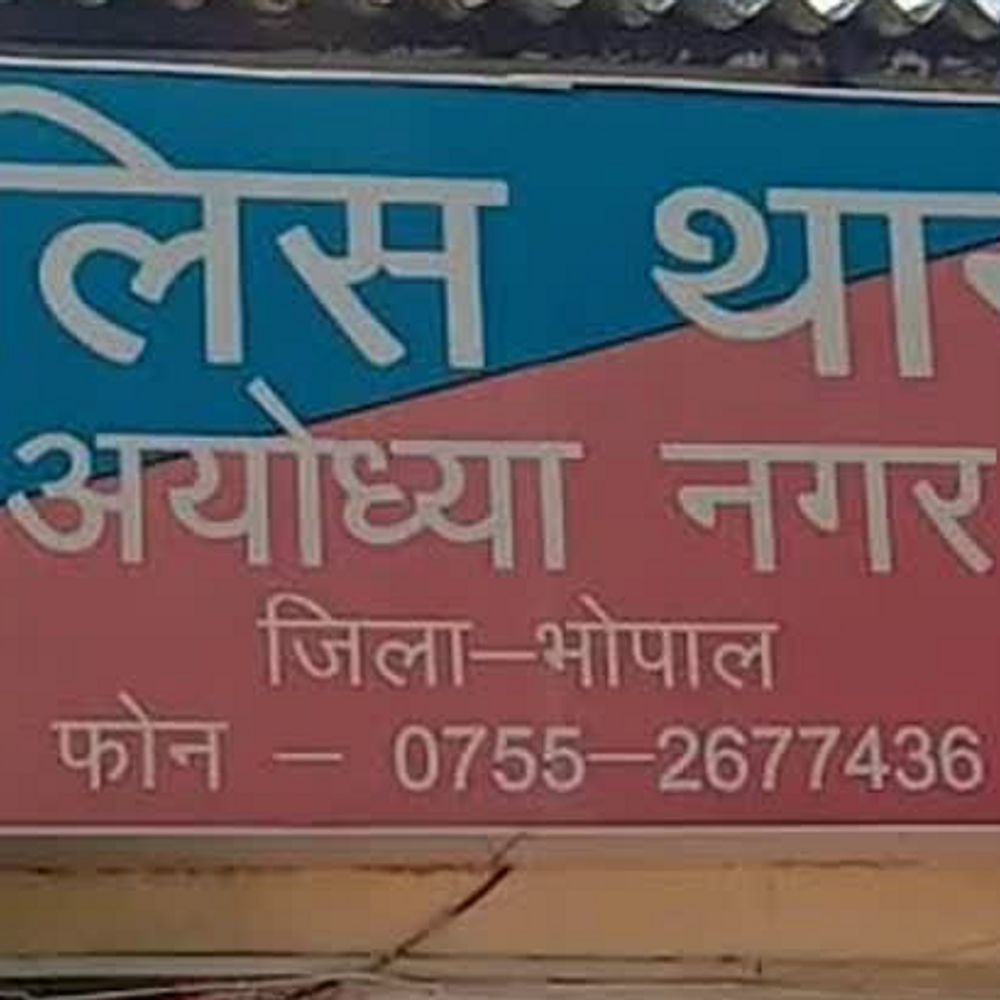 लिस था
अयोध्या नगर
जिला-भोपाल
फोन - 0755-2677436